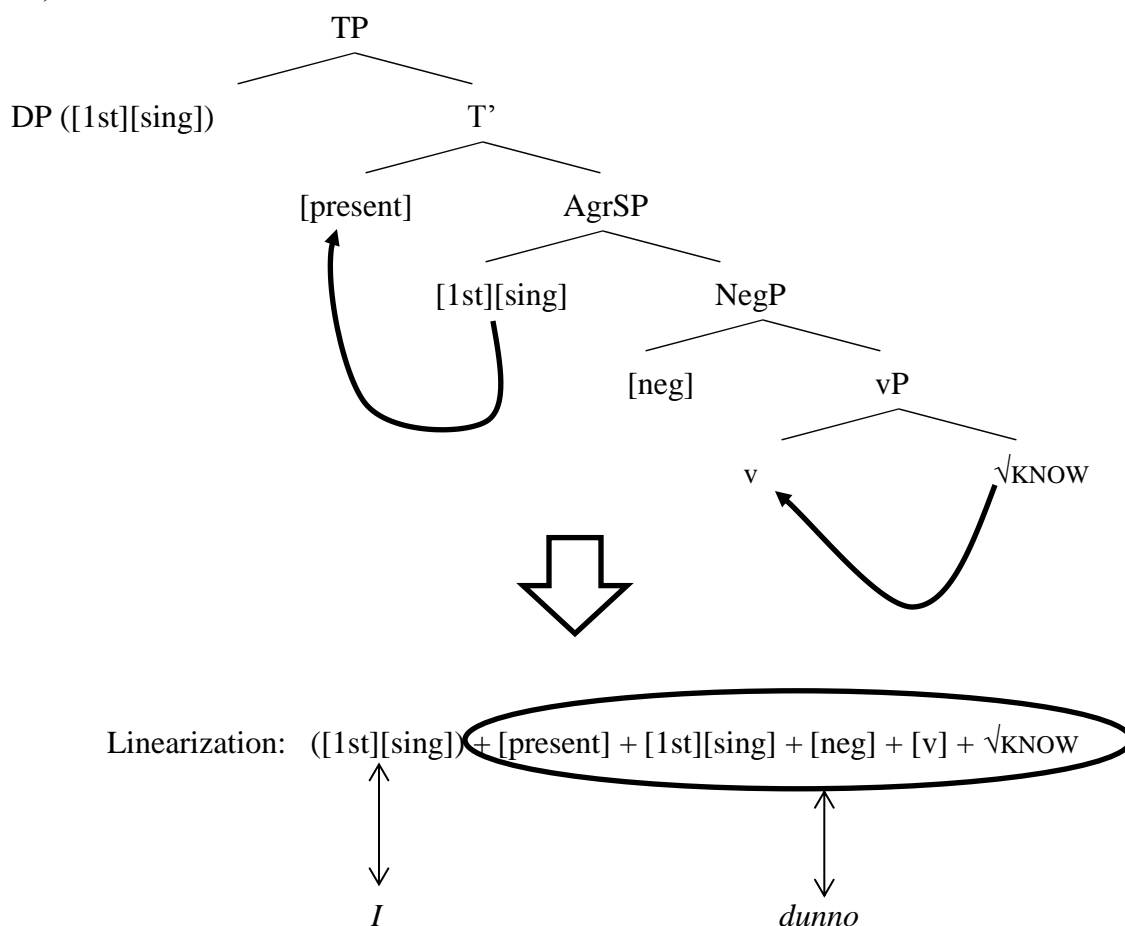 TP
DP ([1st][sing]) T’
[present] AgrSP
[1st][sing] NegP
[neg] vP
v √KNOW
Linearization: ([1st][sing]) + [present] + [1st][sing] + [neg] + [v] + √KNOW
I dunno